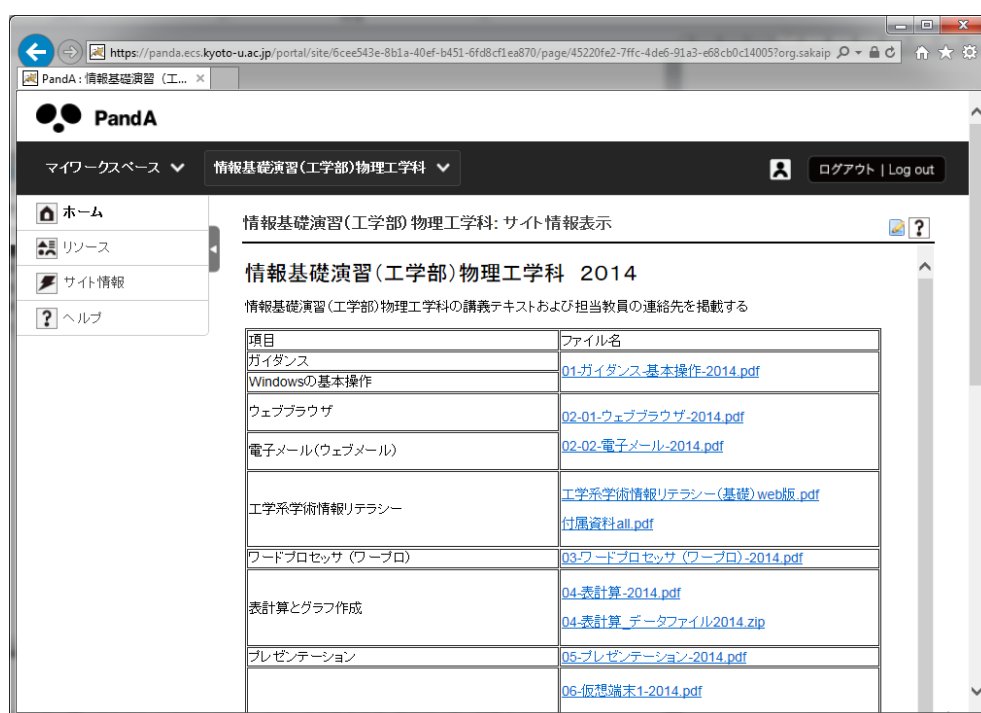 https://panda.ecs.kyoto-u.ac.jp/portal/site/6cee543e-8b1a-40ef-b451-6fd8cf1ea870/page/45220fe2-7ffc-4de6-91a3-e68cb0c14005?org.sakaip
PandA : 情報基礎演習（工...
PandA
マイワークスペース 情報基礎演習(工学部)物理工学科 ログアウト | Log out
ホーム
リソース
サイト情報
ヘルプ
情報基礎演習(工学部)物理工学科: サイト情報表示
情報基礎演習(工学部)物理工学科 2014
情報基礎演習(工学部)物理工学科の講義テキストおよび担当教員の連絡先を掲載する
項目 ファイル名
ガイダンス
01-ガイダンス-基本操作-2014.pdf
Windowsの基本操作
ウェブブラウザ
02-01-ウェブブラウザ-2014.pdf
電子メール(ウェブメール)
02-02-電子メール-2014.pdf
工学系学術情報リテラシー
工学系学術情報リテラシー(基礎)web版.pdf
付属資料all.pdf
ワードプロセッサ (ワープロ) 03-ワードプロセッサ (ワープロ)-2014.pdf
表計算とグラフ作成
04-表計算-2014.pdf
04-表計算_データファイル2014.zip
プレゼンテーション 05-プレゼンテーション-2014.pdf
06-仮想端末1-2014.pdf